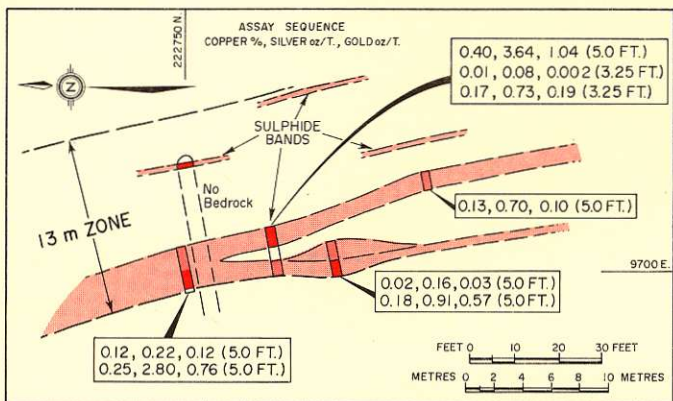 ASSAY SEQUENCE
COPPER %, SILVER oz/T., GOLD oz/T.
222750 N.
N
0.40, 3.64, 1.04 (5.0 FT.)
0.01, 0.08, 0.002 (3.25 FT.)
0.17, 0.73, 0.19 (3.25 FT.)
SULPHIDE
BANDS
No
Bedrock
13 m ZONE
0.13, 0.70, 0.10 (5.0 FT.)
9700 E.
0.02, 0.16, 0.03 (5.0 FT.)
0.18, 0.91, 0.57 (5.0 FT.)
0.12, 0.22, 0.12 (5.0 FT.)
0.25, 2.80, 0.76 (5.0 FT.)
FEET 0 10 20 30 FEET
METRES 0 2 4 6 8 10 METRES